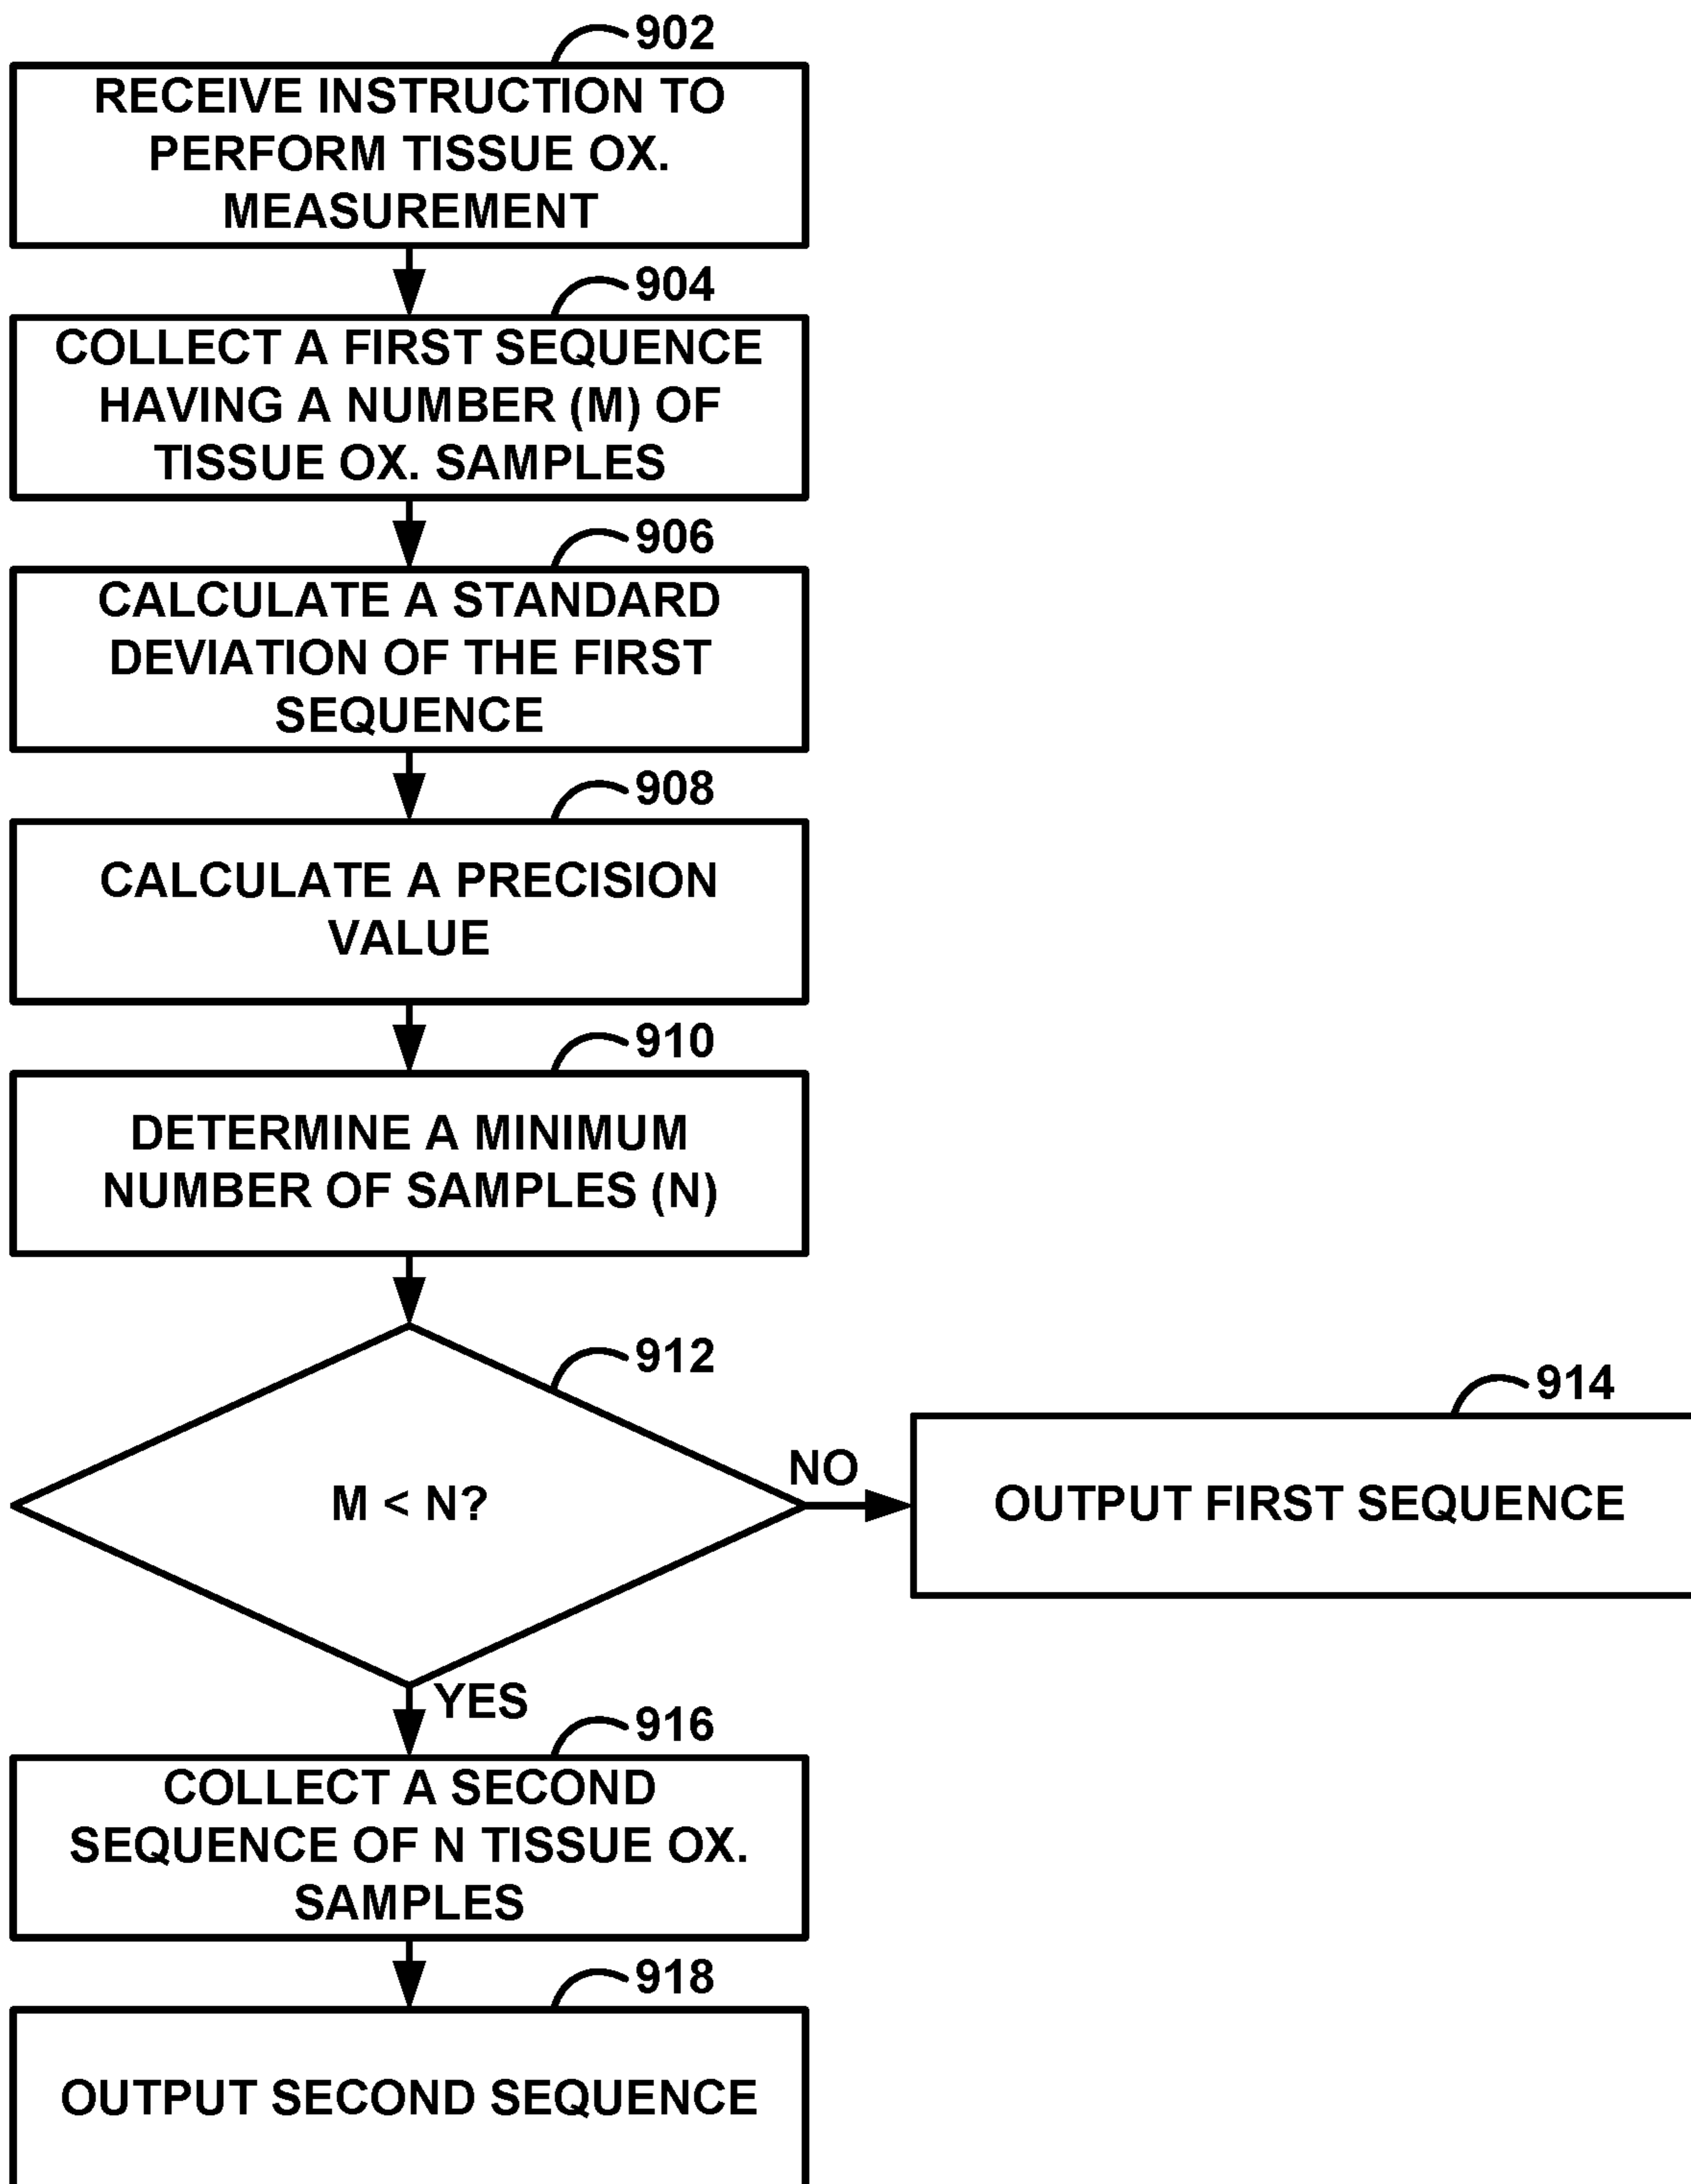 902
RECEIVE INSTRUCTION TO
PERFORM TISSUE OX.
MEASUREMENT
904
COLLECT A FIRST SEQUENCE
HAVING A NUMBER (M) OF
TISSUE OX. SAMPLES
906
CALCULATE A STANDARD
DEVIATION OF THE FIRST
SEQUENCE
908
CALCULATE A PRECISION
VALUE
910
DETERMINE A MINIMUM
NUMBER OF SAMPLES (N)
912
M < N?
NO
914
OUTPUT FIRST SEQUENCE
YES
916
COLLECT A SECOND
SEQUENCE OF N TISSUE OX.
SAMPLES
918
OUTPUT SECOND SEQUENCE